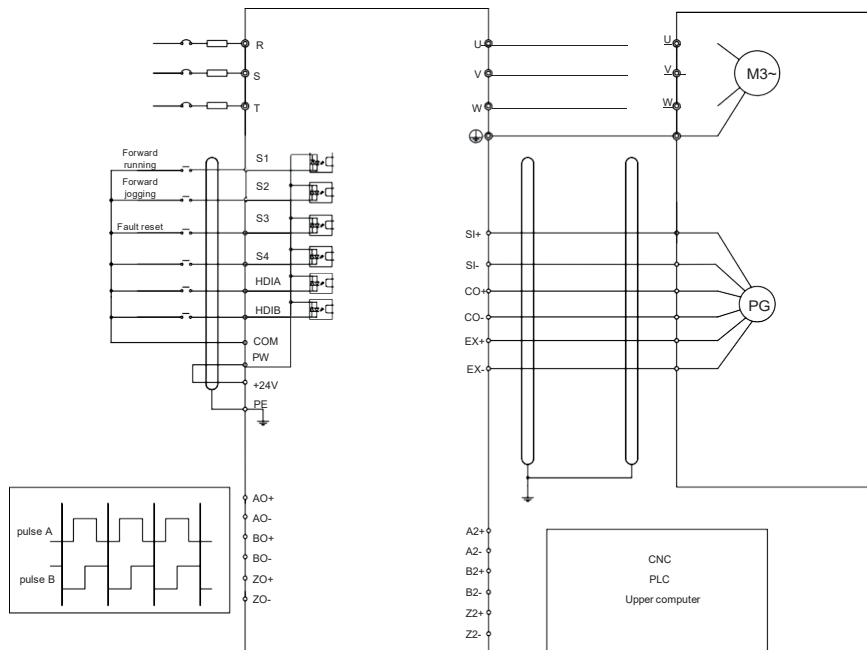 R
S
T
U
V
W
U
V
W
M3~
Forward
running
Forward
jogging
Fault reset
S1
S2
S3
S4
HDIA
HDIB
COM
PW
+24V
PE
SI+
SI-
CO+
CO-
EX+
EX-
PG
pulse A
pulse B
AO+
AO-
BO+
BO-
ZO+
ZO-
A2+
A2-
B2+
B2-
Z2+
Z2-
CNC
PLC
Upper computer